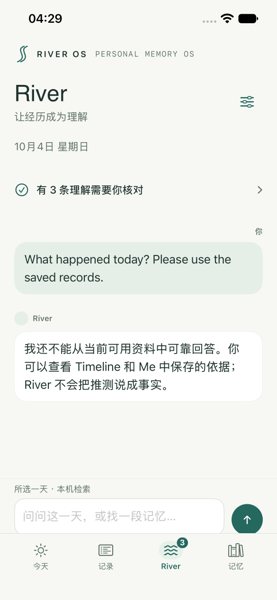 04:29
RIVER OS PERSONAL MEMORY OS
River
让经历成为理解
10月4日 星期日
有 3 条理解需要你核对
你
What happened today? Please use the
saved records.
River
我还不能从当前可用资料中可靠回答。你
可以查看 Timeline 和 Me 中保存的依据；
River 不会把推测说成事实。
所选一天 · 本机检索
问问这一天，或找一段记忆...
3
今天
记录
River
记忆